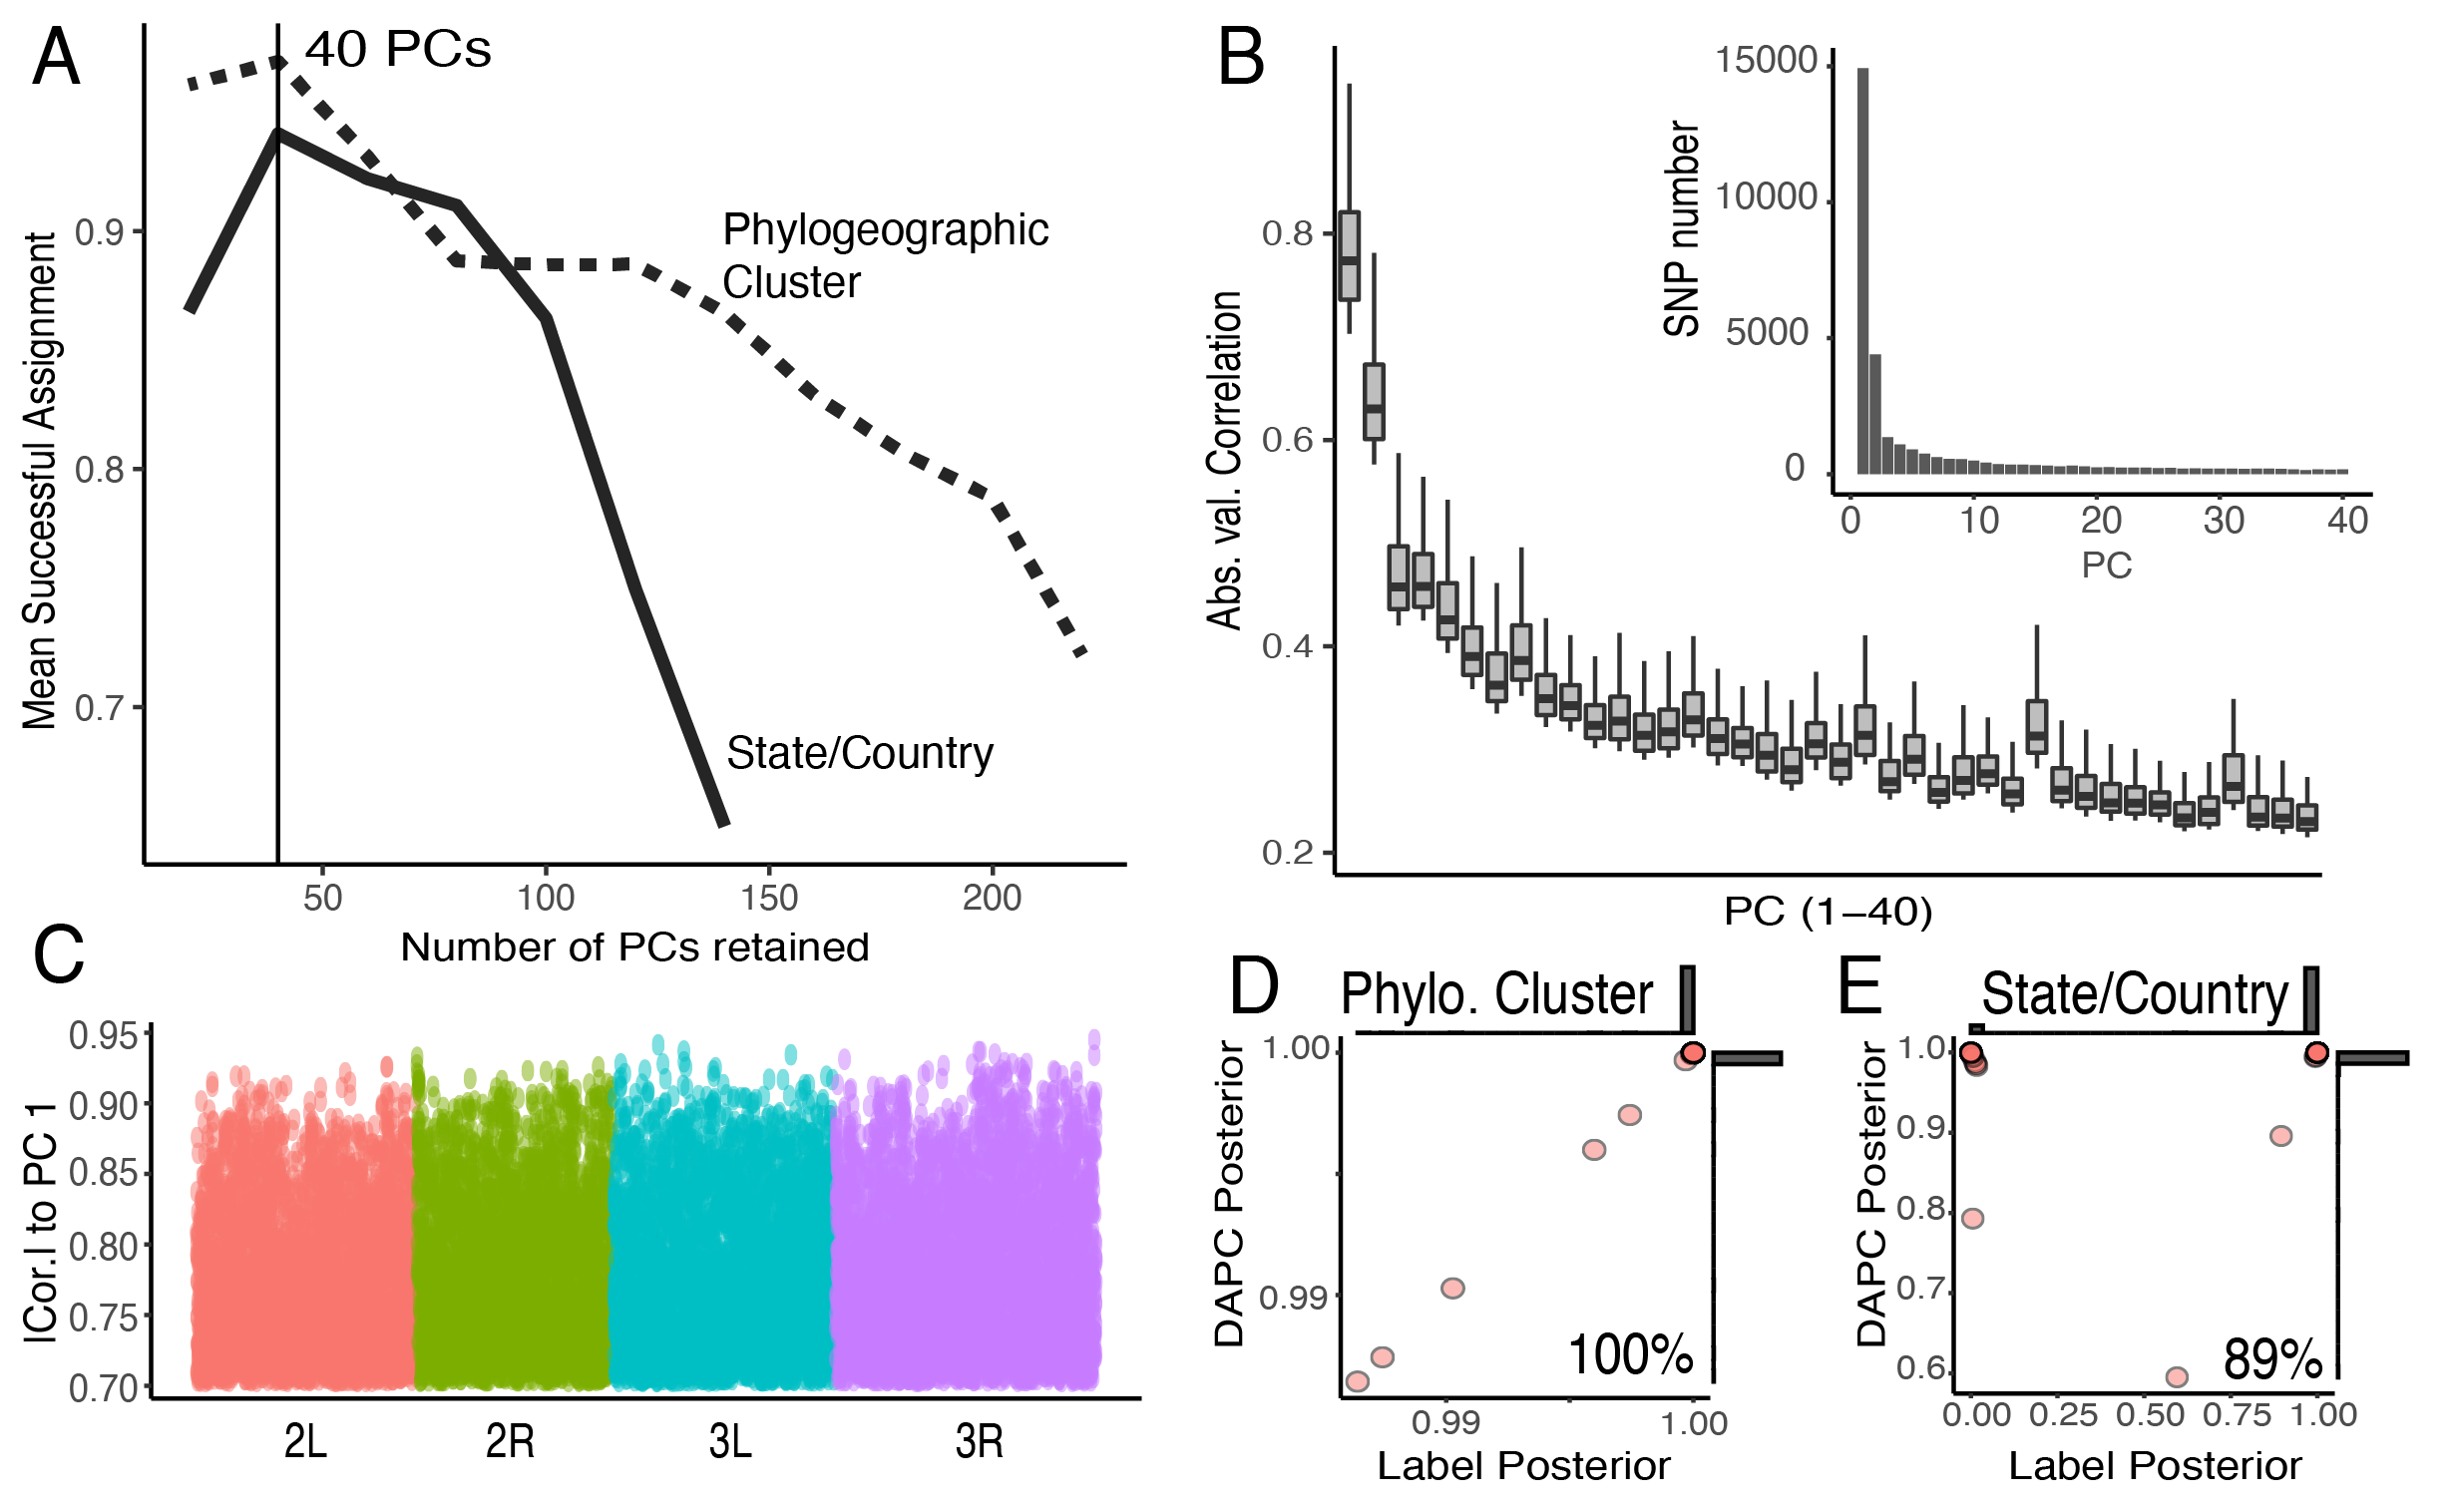 A
40 PCs
Mean Successful Assignment
0.9
0.8
0.7
Phylogeographic
Cluster
State/Country
50 100 150 200
Number of PCs retained
B
Abs. val. Correlation
0.8
0.6
0.4
0.2
PC (1–40)
SNP number
15000
10000
5000
0
0 10 20 30 40
PC
C
ICor.I to PC 1
0.95
0.90
0.85
0.80
0.75
0.70
2L 2R 3L 3R
D
Phylo. Cluster
DAPC Posterior
1.00
0.99
100%
0.99 1.00
Label Posterior
E
State/Country
DAPC Posterior
1.0
0.9
0.8
0.7
0.6
89%
0.00 0.25 0.50 0.75 1.00
Label Posterior